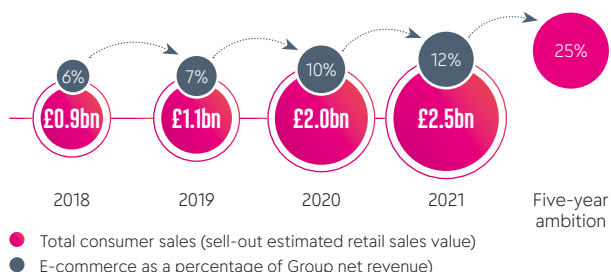 6%
7%
10%
12%
25%
£0.9bn
£1.1bn
£2.0bn
£2.5bn
2018
2019
2020
2021
Five-year
ambition
Total consumer sales (sell-out estimated retail sales value)
E-commerce as a percentage of Group net revenue)